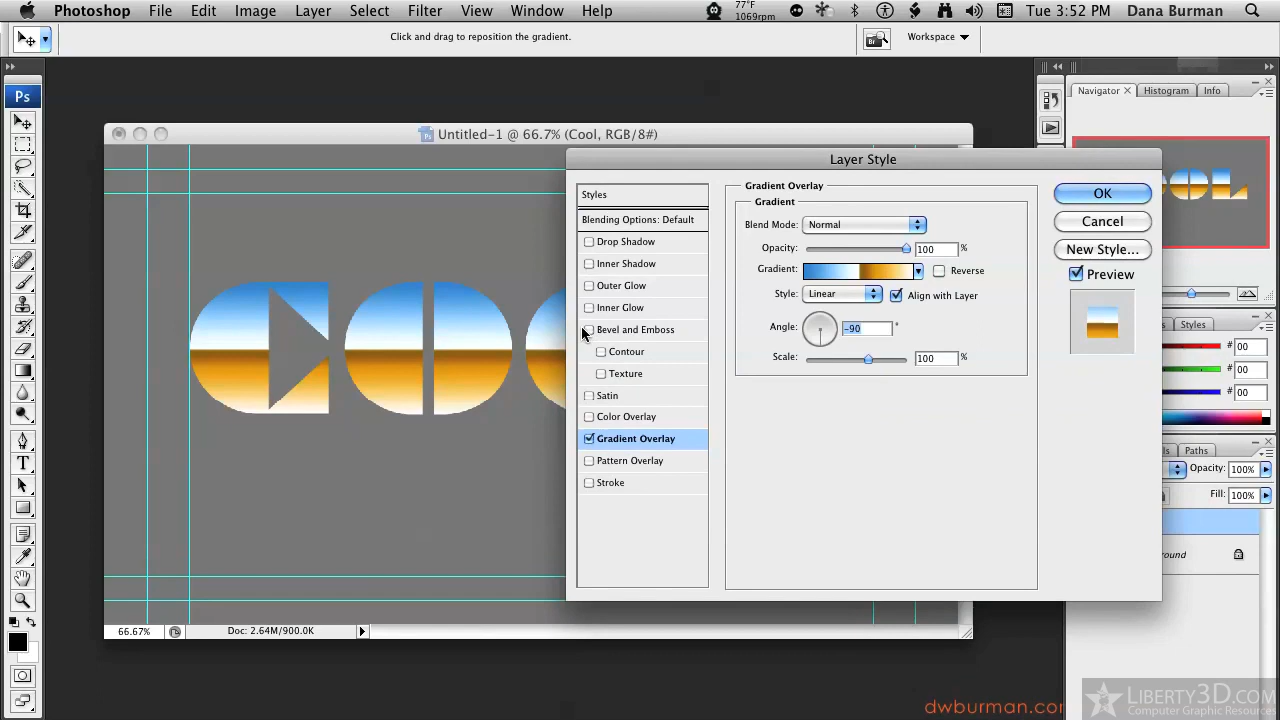 Photoshop File Edit Image Layer Select Filter View Window Help 77°F 1069rpm Tue 3:52 PM Dana Burman
Click and drag to reposition the gradient. Workspace
Ps
Navigator Histogram Info
Untitled-1 @ 66.7% (Cool, RGB/8#)
Layer Style
Styles
Blending Options: Default
Drop Shadow
Inner Shadow
Outer Glow
Inner Glow
Bevel and Emboss
Contour
Texture
Satin
Color Overlay
Gradient Overlay
Pattern Overlay
Stroke
Gradient Overlay
Gradient
Blend Mode: Normal
Opacity: 100 %
Gradient: Reverse
Style: Linear Align with Layer
Angle: -90 °
Scale: 100 %
OK
Cancel
New Style...
Preview
Styles
# 00
# 00
# 00
Paths
Opacity: 100%
Fill: 100%
ound
66.67% Doc: 2.64M/900.0K
LIBERTY3D.COM
Computer Graphic Resources
dwburman.com